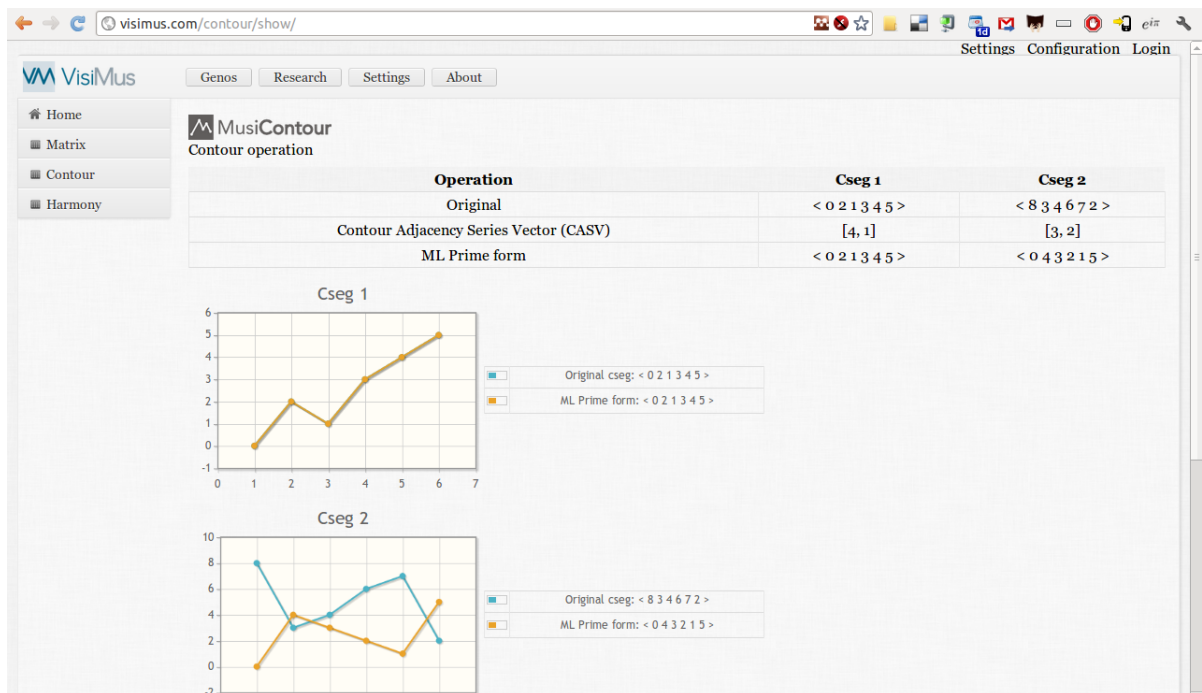 visimus.com/contour/show/
1d
e^{iπ}
Settings Configuration Login
VM VisiMus
Genos Research Settings About
Home
Matrix
Contour
Harmony
MusiContour
Contour operation
Operation Cseg 1 Cseg 2
Original < 0 2 1 3 4 5 > < 8 3 4 6 7 2 >
Contour Adjacency Series Vector (CASV) [4, 1] [3, 2]
ML Prime form < 0 2 1 3 4 5 > < 0 4 3 2 1 5 >
Cseg 1
6
5
4
3
2
1
0
-1
0 1 2 3 4 5 6 7
Original cseg: < 0 2 1 3 4 5 >
ML Prime form: < 0 2 1 3 4 5 >
Cseg 2
10
8
6
4
2
0
-2
Original cseg: < 8 3 4 6 7 2 >
ML Prime form: < 0 4 3 2 1 5 >